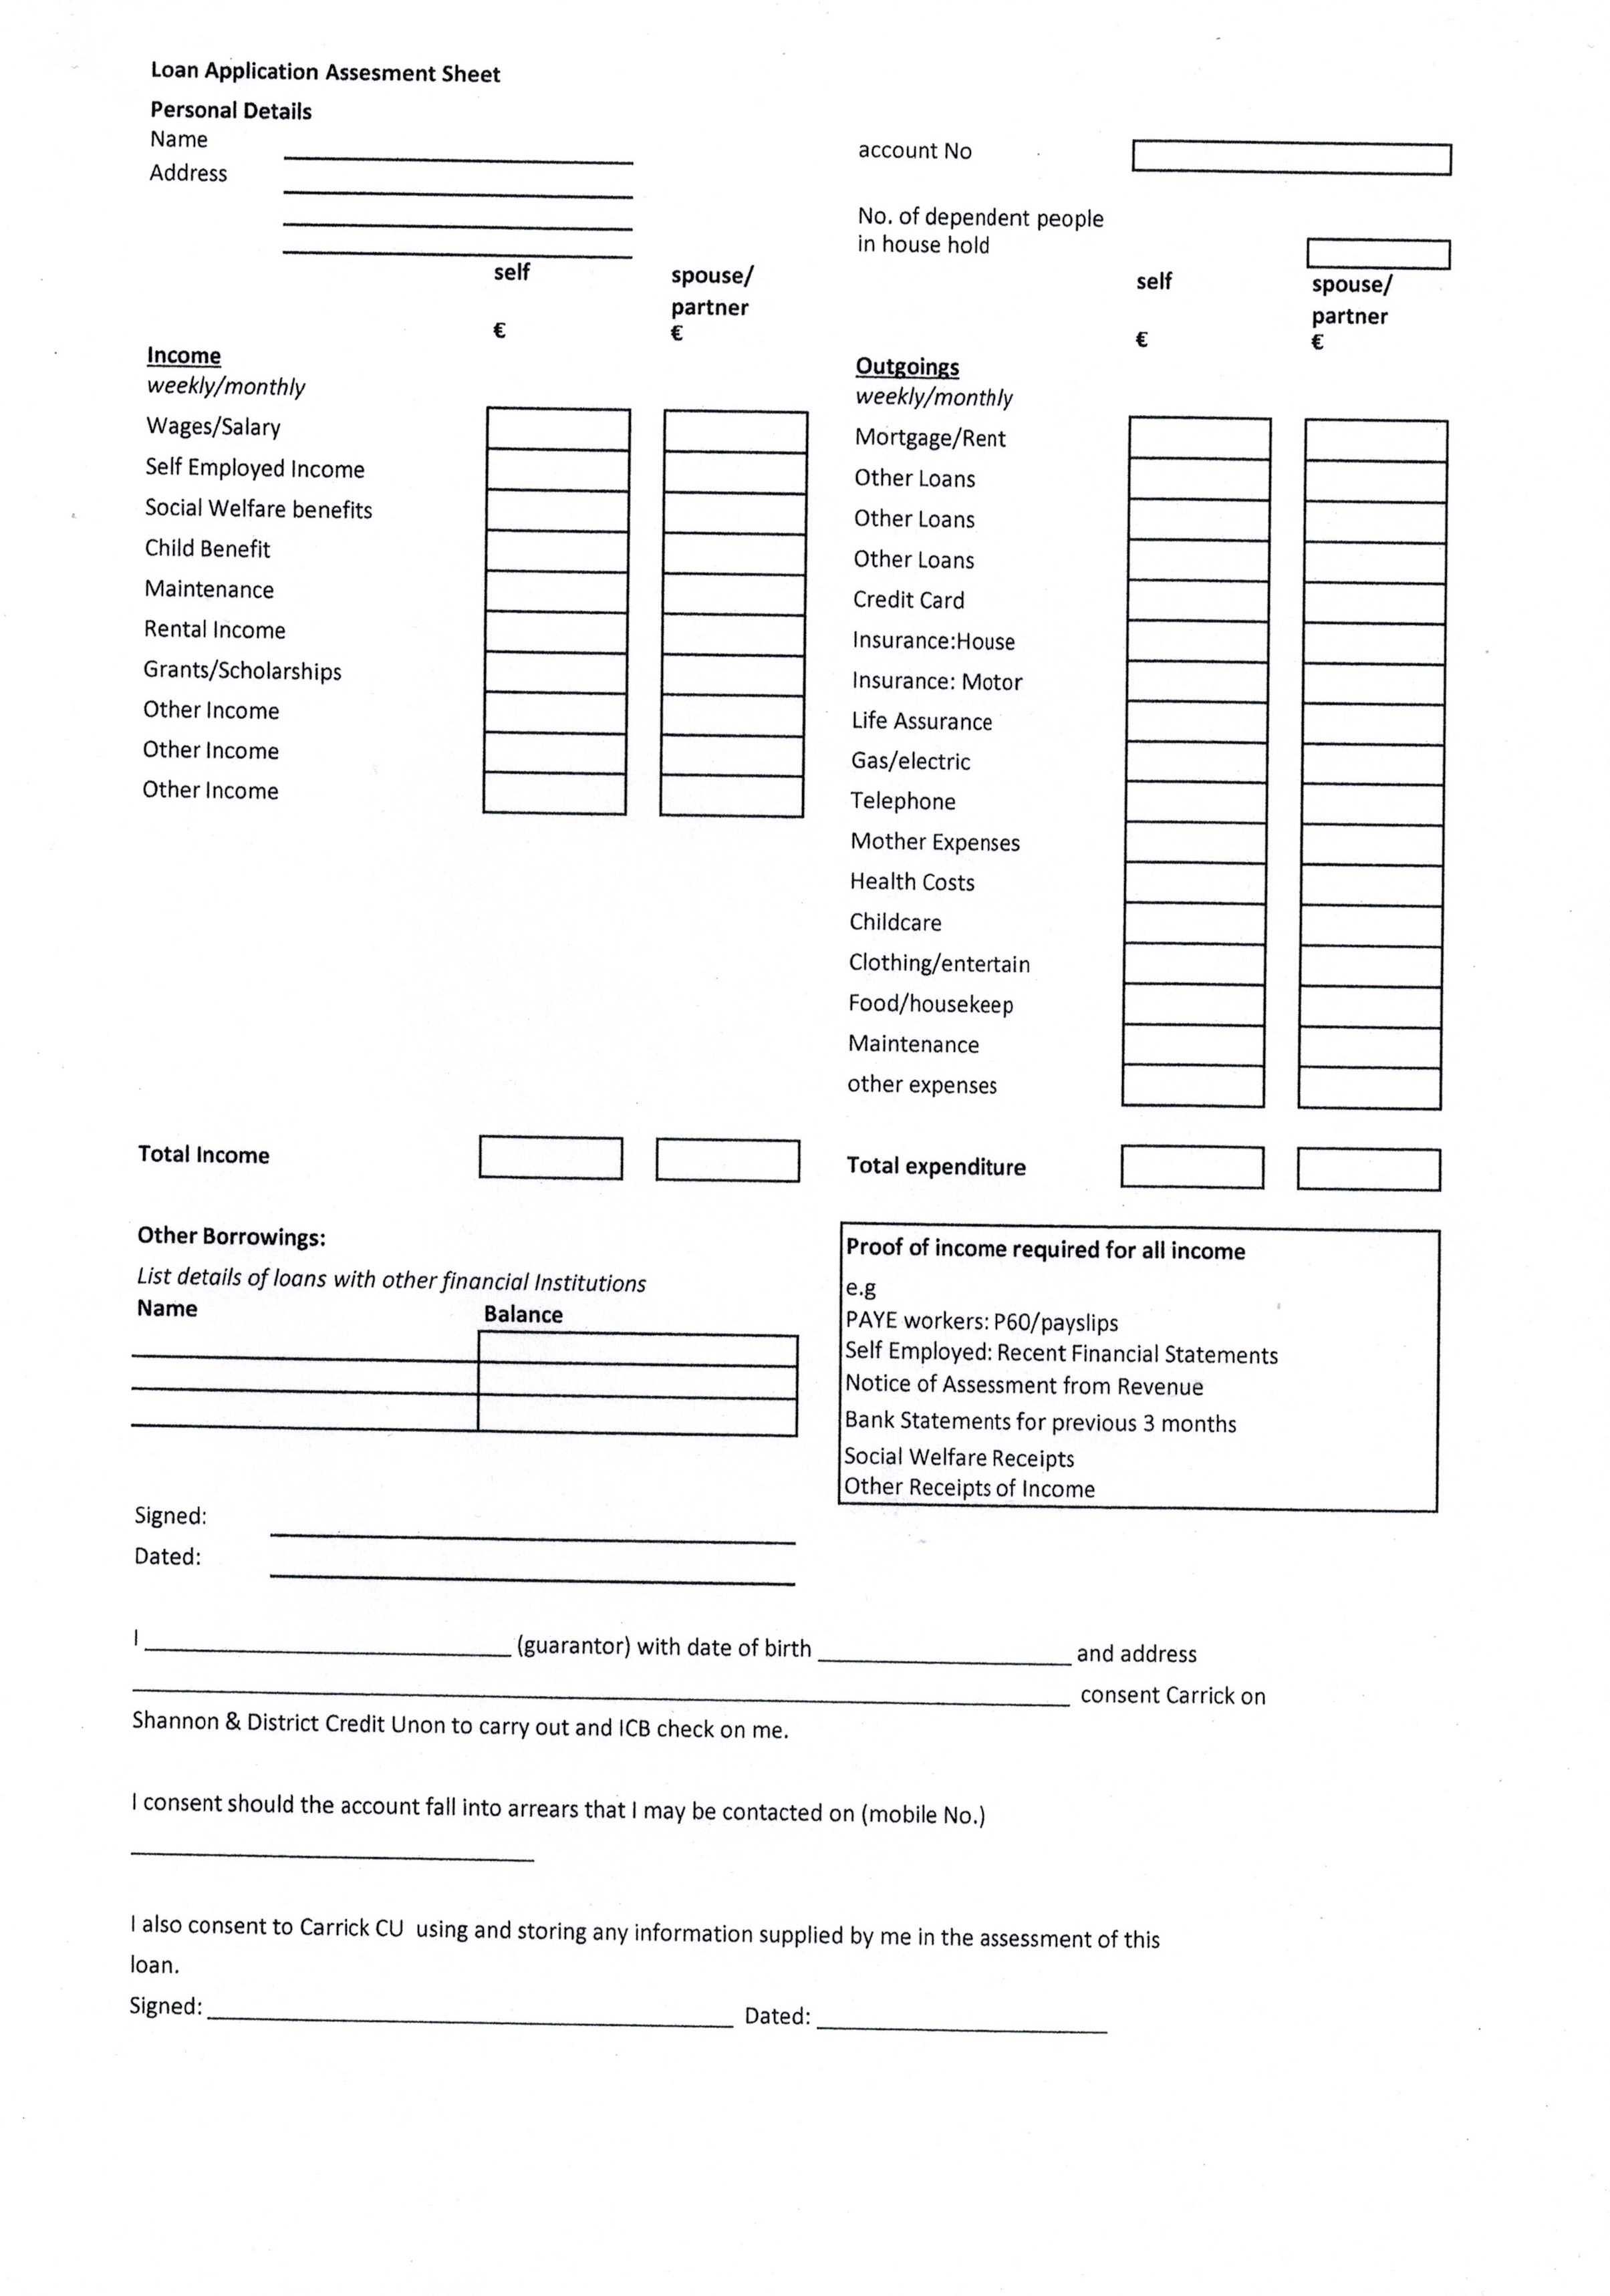 Loan Application Assesment Sheet
Personal Details
Name
Address
account No
No. of dependent people
in house hold
self
spouse/
partner
€
€
self
spouse/
partner
€
€
Income
weekly/monthly
Wages/Salary
Self Employed Income
Social Welfare benefits
Child Benefit
Maintenance
Rental Income
Grants/Scholarships
Other Income
Other Income
Other Income
Outgoings
weekly/monthly
Mortgage/Rent
Other Loans
Other Loans
Other Loans
Credit Card
Insurance:House
Insurance: Motor
Life Assurance
Gas/electric
Telephone
Mother Expenses
Health Costs
Childcare
Clothing/entertain
Food/housekeep
Maintenance
other expenses
Total Income
Total expenditure
Other Borrowings:
List details of loans with other financial Institutions
Name Balance
Proof of income required for all income
e.g
PAYE workers: P60/payslips
Self Employed: Recent Financial Statements
Notice of Assessment from Revenue
Bank Statements for previous 3 months
Social Welfare Receipts
Other Receipts of Income
Signed:
Dated:
I (guarantor) with date of birth and address
consent Carrick on
Shannon & District Credit Unon to carry out and ICB check on me.
I consent should the account fall into arrears that I may be contacted on (mobile No.)
I also consent to Carrick CU using and storing any information supplied by me in the assessment of this
loan.
Signed: Dated: